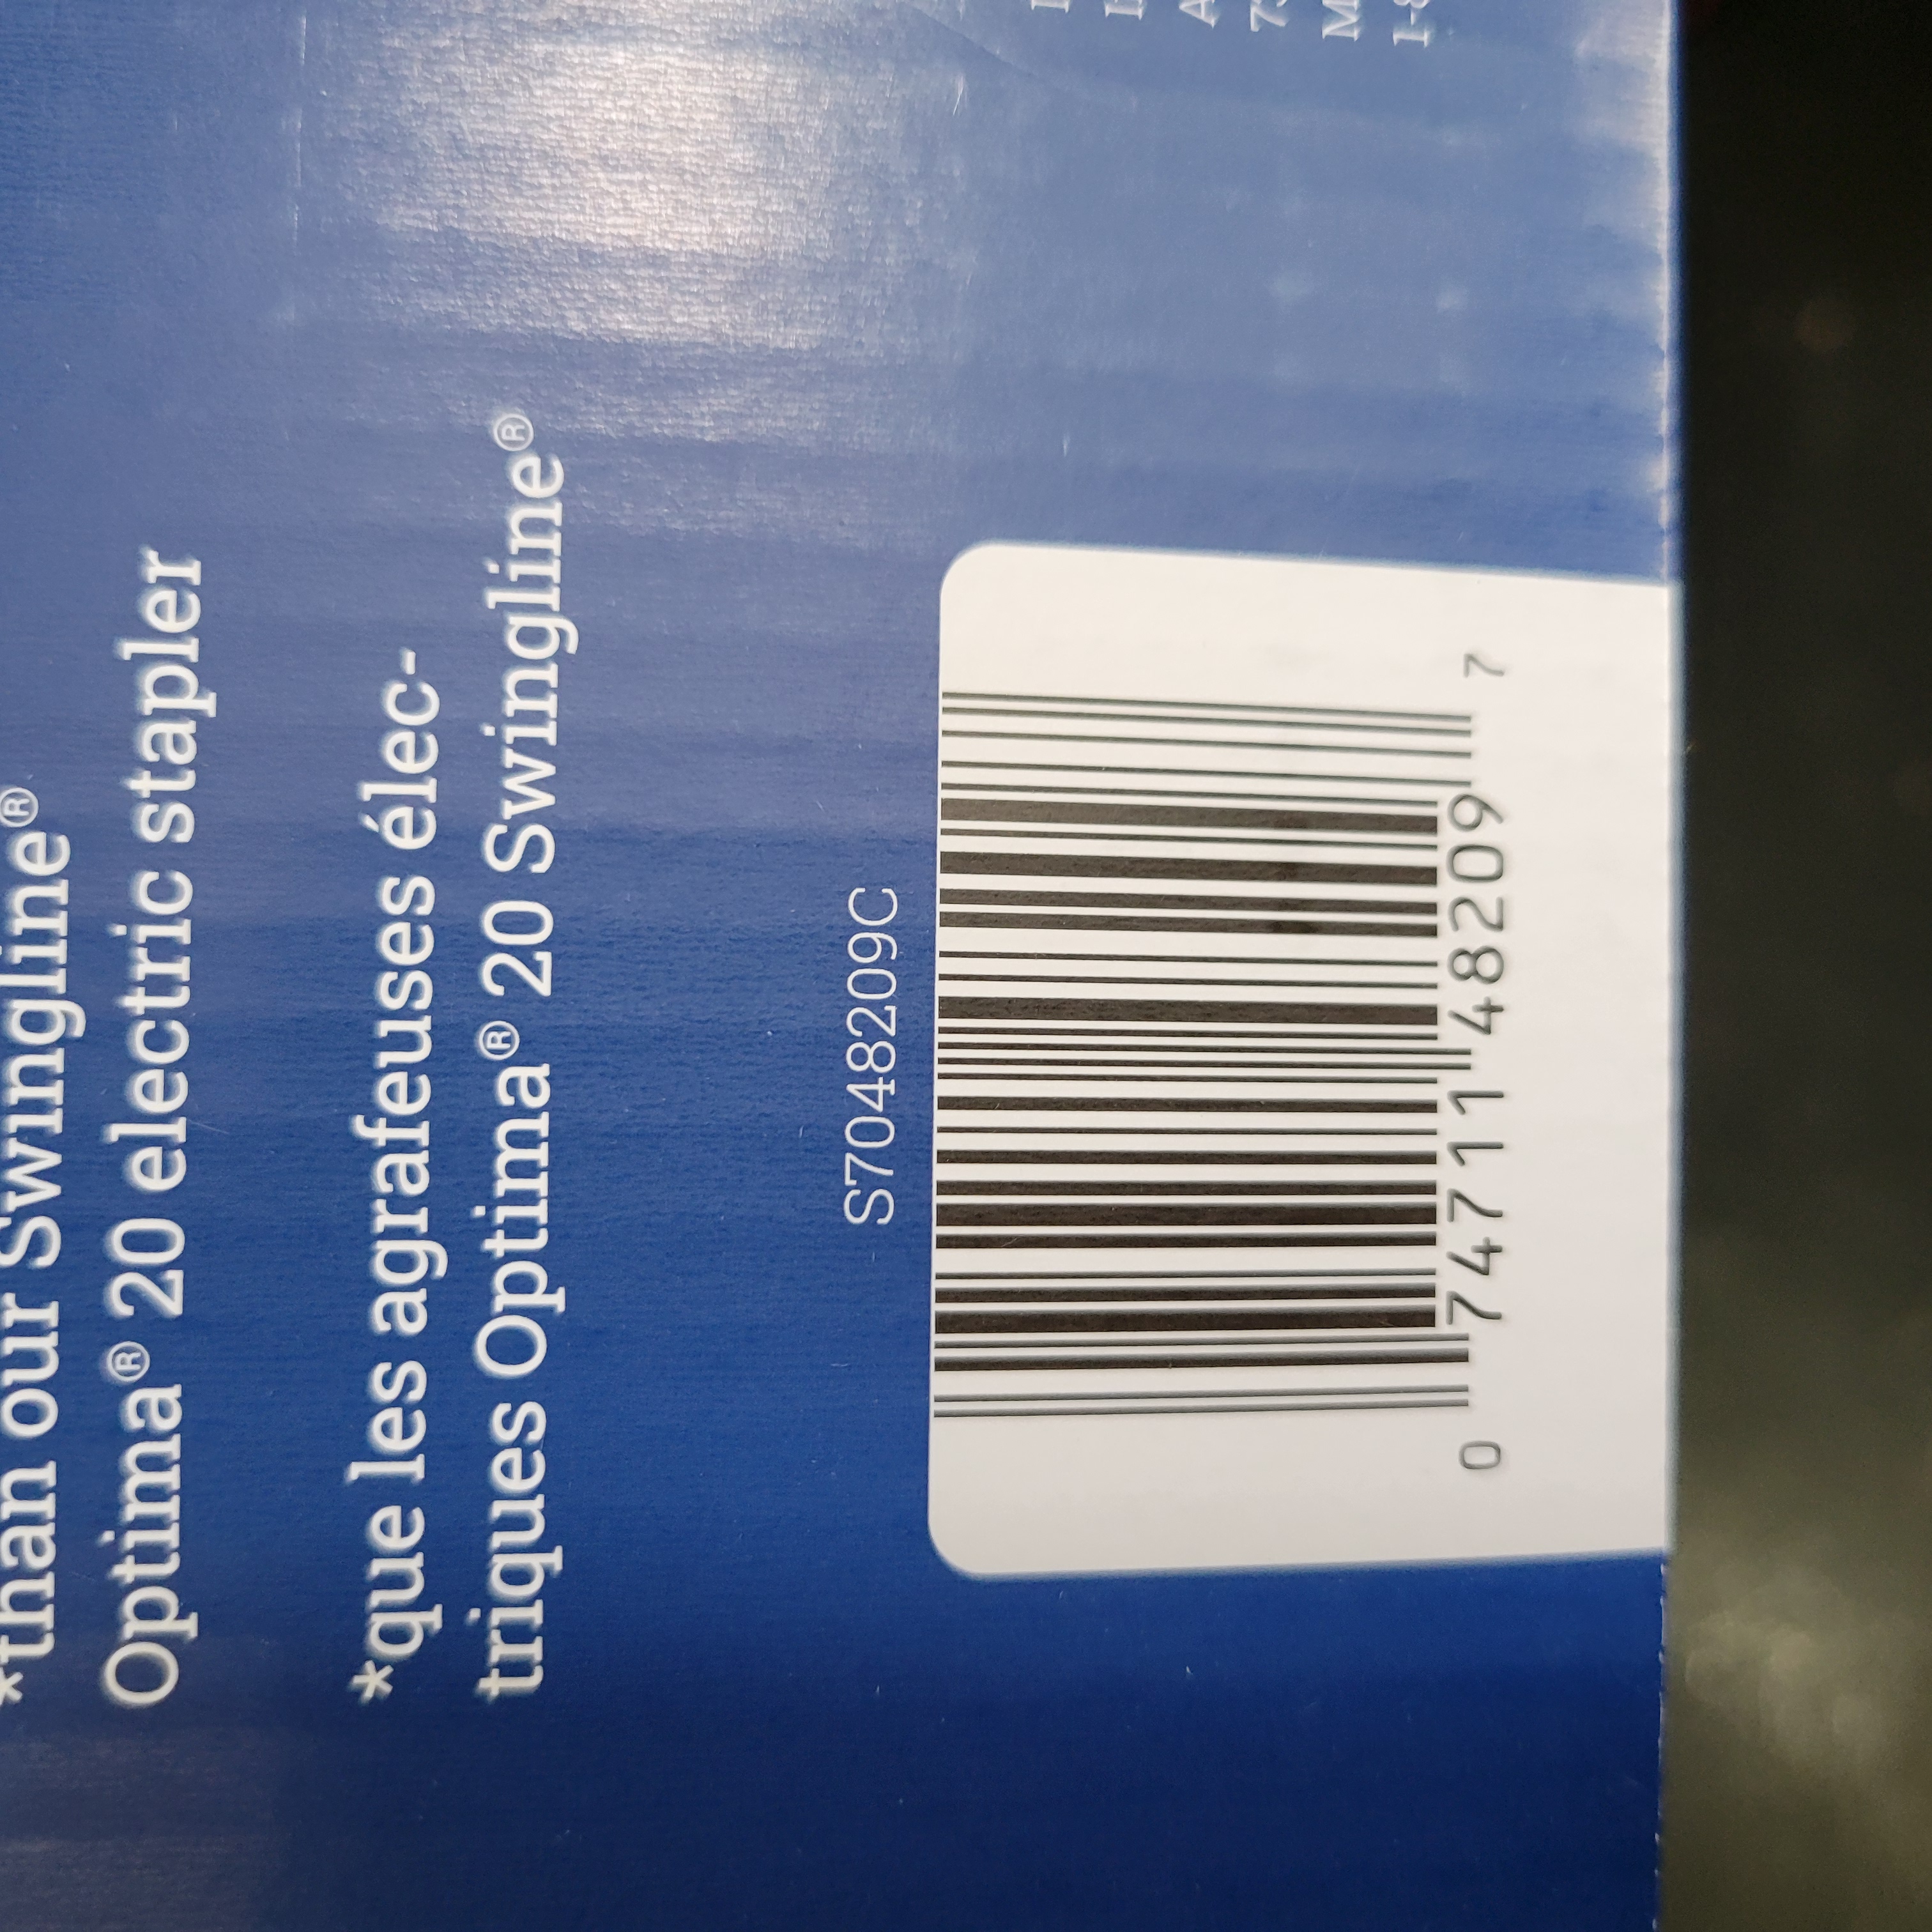 *than our Swingline®
Optima® 20 electric stapler
*que les agrafeuses élec-
triques Optima® 20 Swingline®
S7048209C
0 74711 48209 7